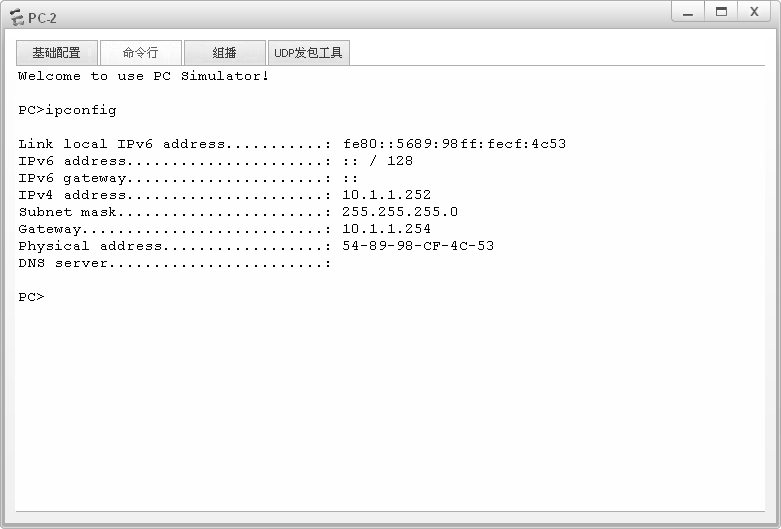 PC-2
X
基础配置 命令行 组播 UDP发包工具
Welcome to use PC Simulator!
PC>ipconfig
Link local IPv6 address...........: fe80::5689:98ff:fecf:4c53
IPv6 address......................: :: / 128
IPv6 gateway......................: ::
IPv4 address......................: 10.1.1.252
Subnet mask.......................: 255.255.255.0
Gateway...........................: 10.1.1.254
Physical address..................: 54-89-98-CF-4C-53
DNS server........................:
PC>